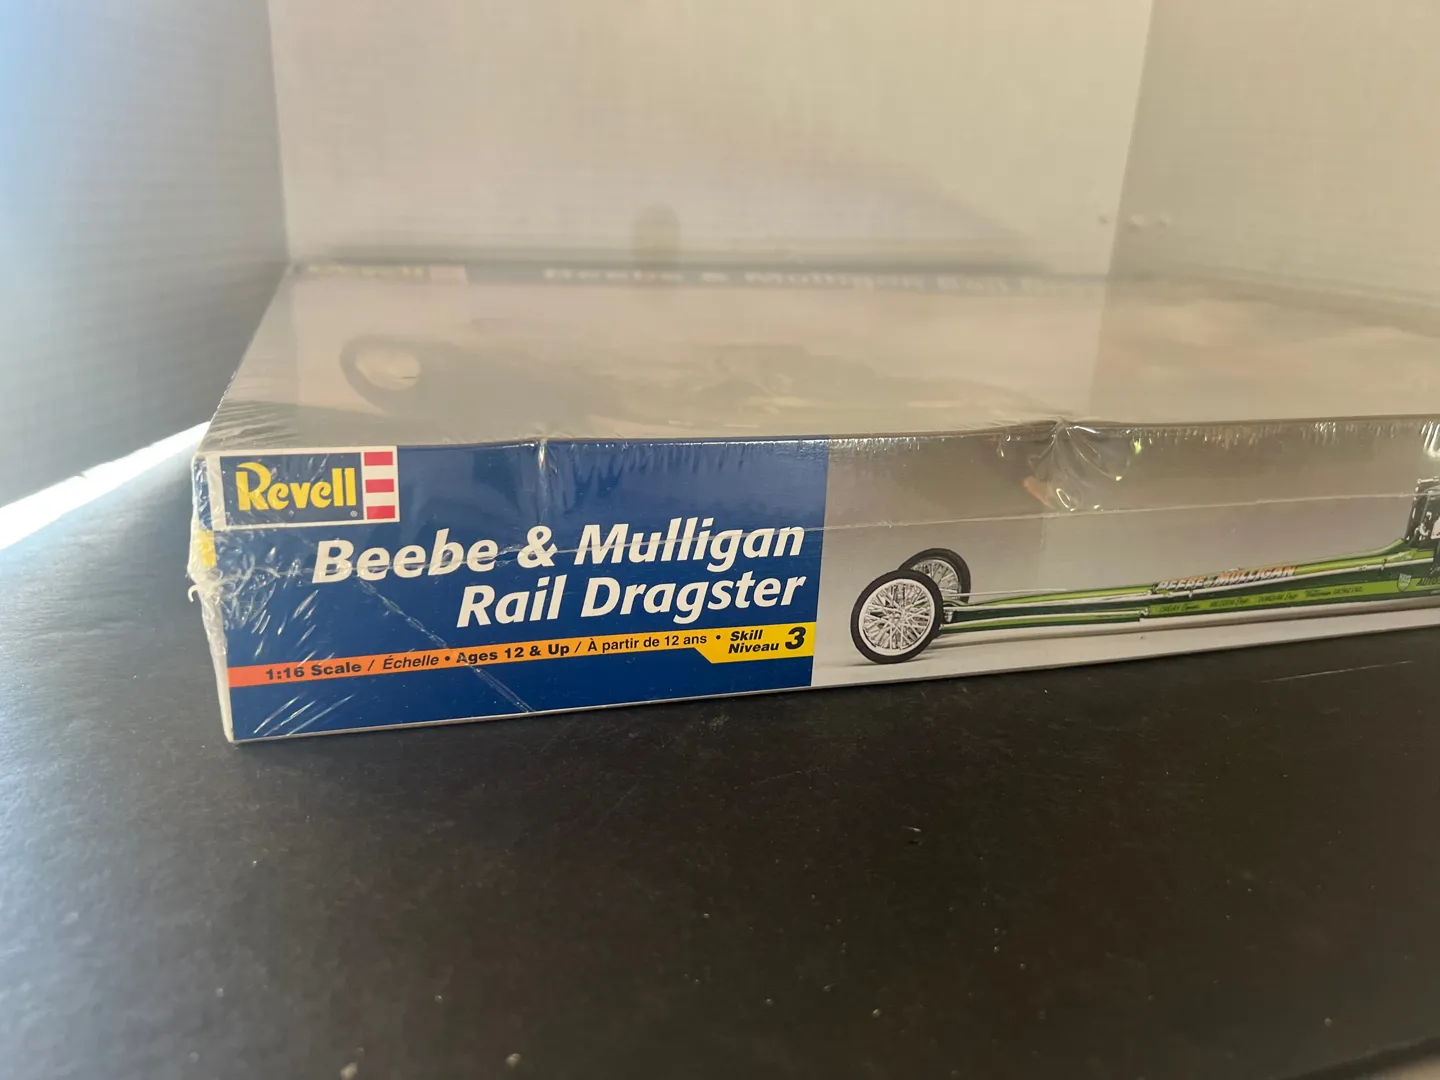 Revell
Beebe & Mulligan
Rail Dragster
1:16 Scale / Échelle • Ages 12 & Up / À partir de 12 ans • Skill
Niveau 3
BEEBE & MULLIGAN